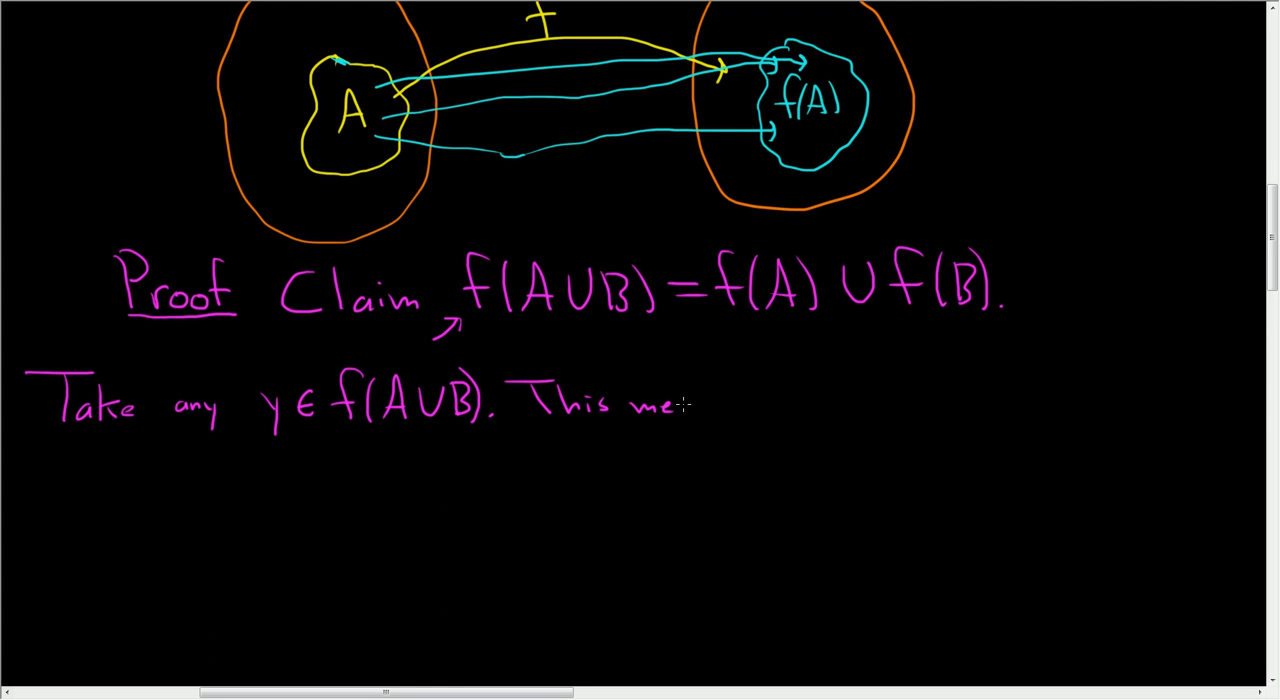 f
A
f(A)
Proof Claim f(A∪B)=f(A)∪f(B).
Take any y∈f(A∪B). This me